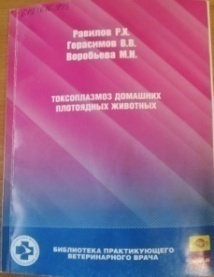 Равилов Р.Х.
Герасимов В.В.
Воробьева М.Н.
ТОКСОПЛАЗМОЗ ДОМАШНИХ
ПЛОТОЯДНЫХ ЖИВОТНЫХ
БИБЛИОТЕКА ПРАКТИКУЮЩЕГО
ВЕТЕРИНАРНОГО ВРАЧА